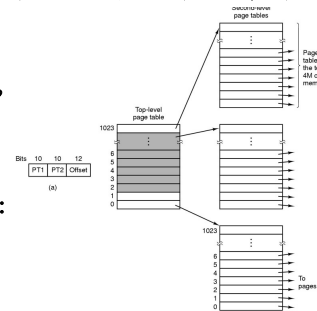 Second-level
page tables
Page
table
the to
4M o
mem
Top-level
page table
1023
6
5
4
3
2
1
0
Bits 10 10 12
PT1 PT2 Offset
(a)
1023
6
5
4
3
2
1
0
To
pages